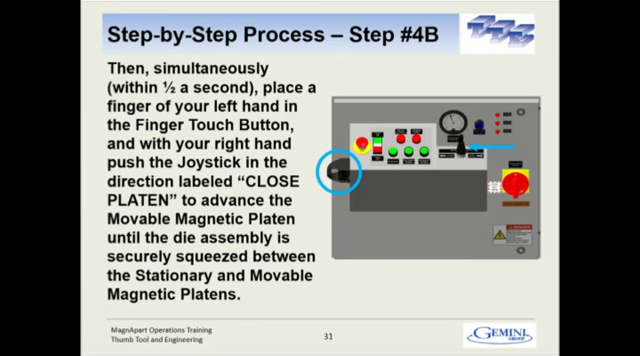 Step-by-Step Process – Step #4B
Then, simultaneously
(within ½ a second), place a
finger of your left hand in
the Finger Touch Button,
and with your right hand
push the Joystick in the
direction labeled “CLOSE
PLATEN” to advance the
Movable Magnetic Platen
until the die assembly is
securely squeezed between
the Stationary and Movable
Magnetic Platens.
DANGER
MagnApart Operations Training
Thumb Tool and Engineering
31
GEMINI
GROUP